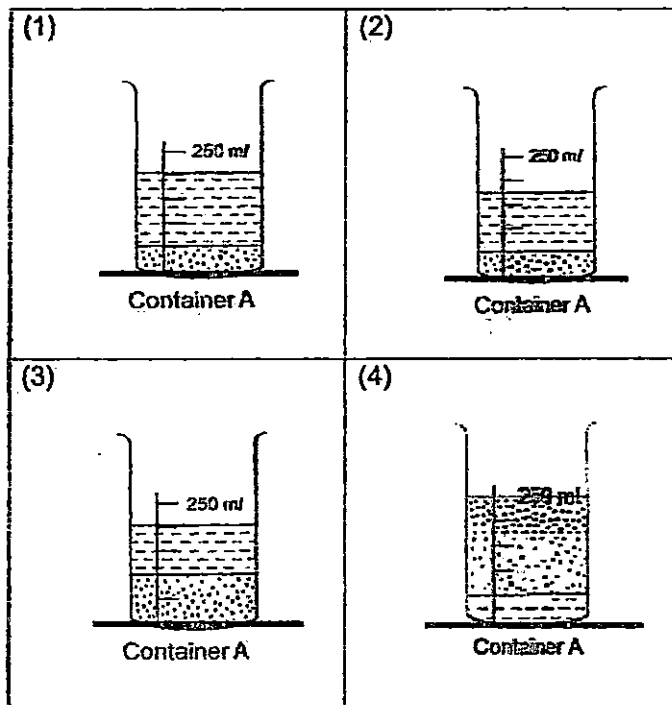 (1)
250 ml
Container A
(2)
250 ml
Container A
(3)
250 ml
Container A
(4)
250 ml
Container A